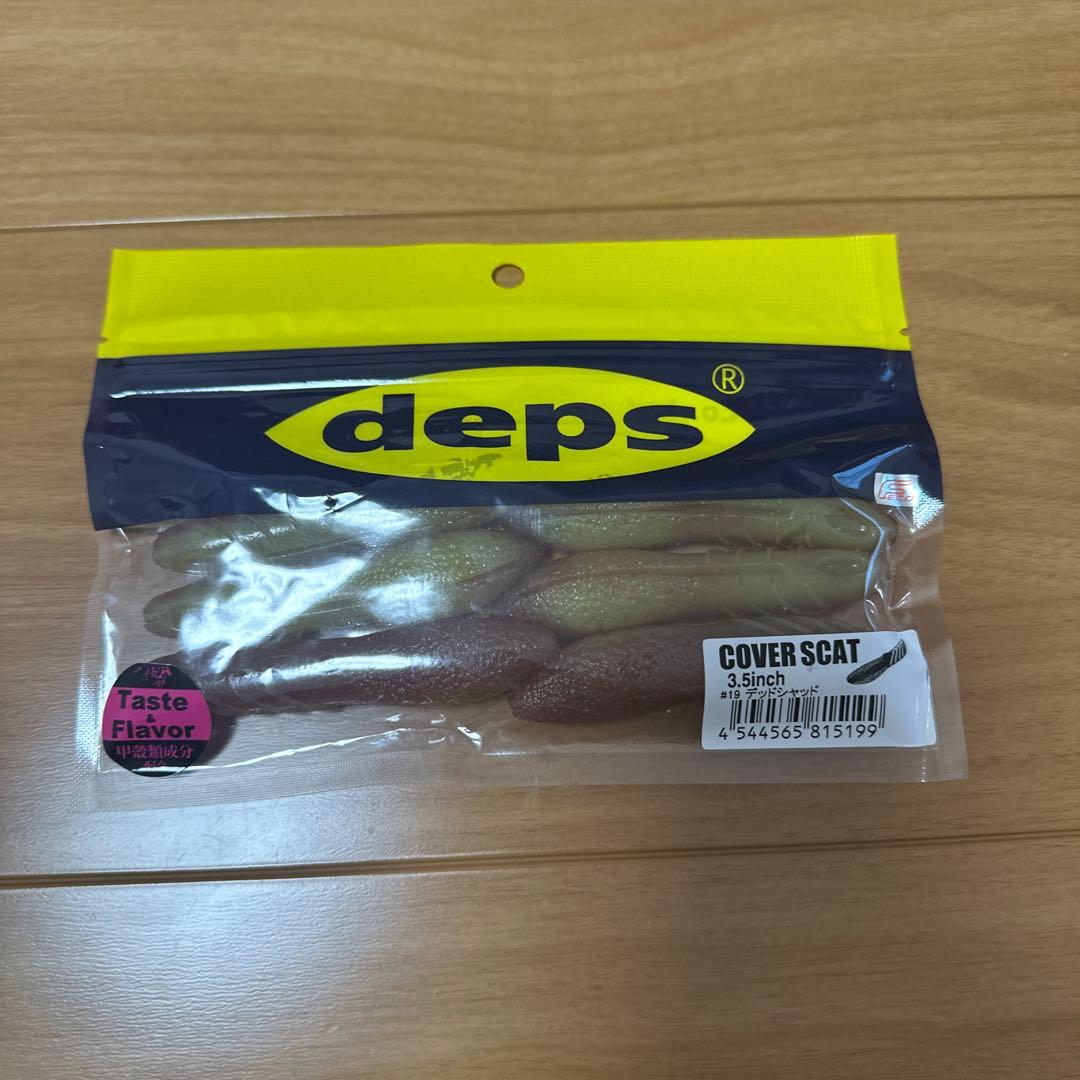 deps®
COVER SCAT
3.5inch
#19 デッドシャッド
4 544565 815199
Taste
&
Flavor
甲殻類成分